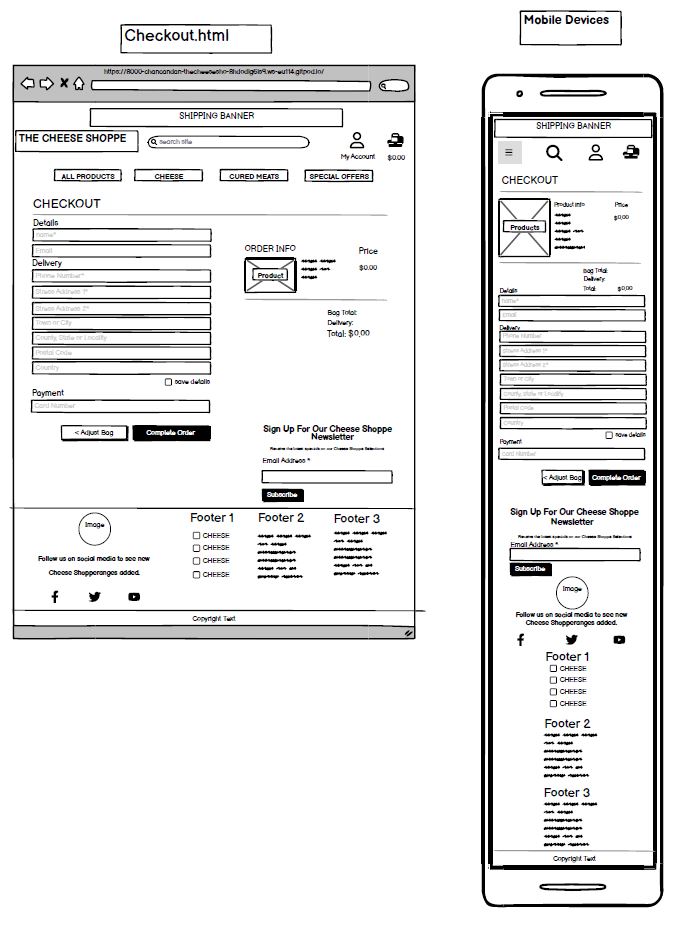 Checkout.html
SHIPPING BANNER
THE CHEESE SHOPPE
Search site
My Account
$0.00
ALL PRODUCTS
CHEESE
CURED MEATS
SPECIAL OFFERS
CHECKOUT
Details
Name*
Email
Delivery
Phone Number*
Street Address 1*
Street Address 2*
Town or City
County, State or Locality
Postal Code
Country
save details
Payment
Card Number
< Adjust Bag
Complete Order
ORDER INFO
Price
Product
$0.00
Bag Total:
Delivery:
Total: $0.00
Sign Up For Our Cheese Shoppe
Newsletter
Receive the latest specials on our Cheese Shoppe Selections
Email Address *
Subscribe
Image
Follow us on social media to see new
Cheese Shopperanges added.
Footer 1
CHEESE
CHEESE
CHEESE
CHEESE
Footer 2
Footer 3
Copyright Text
Mobile Devices
SHIPPING BANNER
CHECKOUT
Products
Product info
Price
$0.00
Bag Total:
Delivery:
Total: $0.00
Details
Name*
Email
Delivery
Phone Number
Street Address 1*
Street Address 2*
Town or City
County, State or Locality
Postal Code
Country
save details
Payment
Card Number
< Adjust Bag
Complete Order
Sign Up For Our Cheese Shoppe
Newsletter
Receive the latest specials on our Cheese Shoppe Selections
Email Address *
Subscribe
Image
Follow us on social media to see new
Cheese Shopperanges added.
Footer 1
CHEESE
CHEESE
CHEESE
CHEESE
Footer 2
Footer 3
Copyright Text